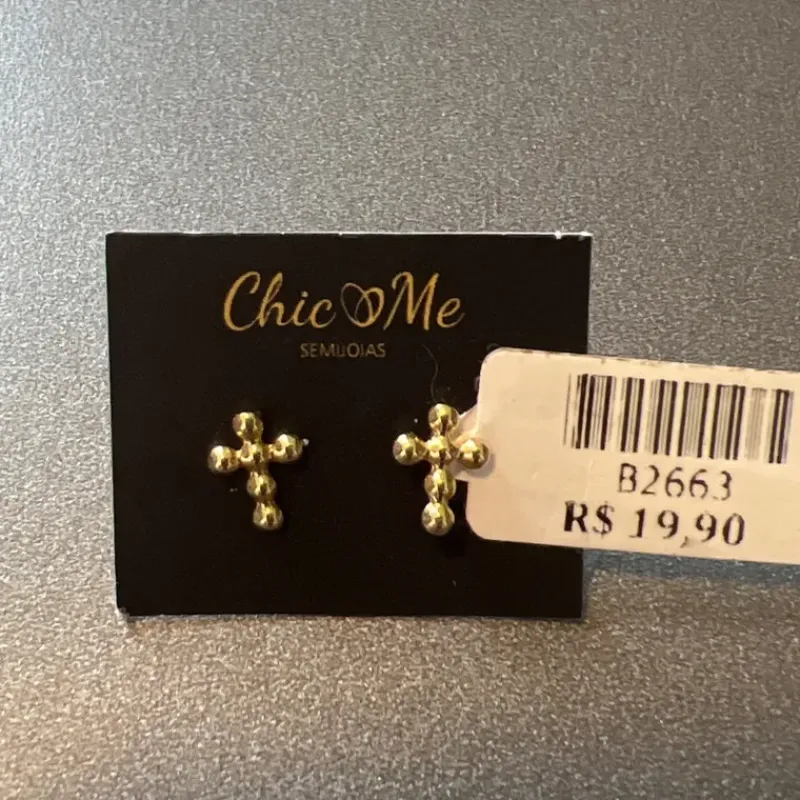 Chic Me
SEMIJOIAS
B2663
R$ 19,90